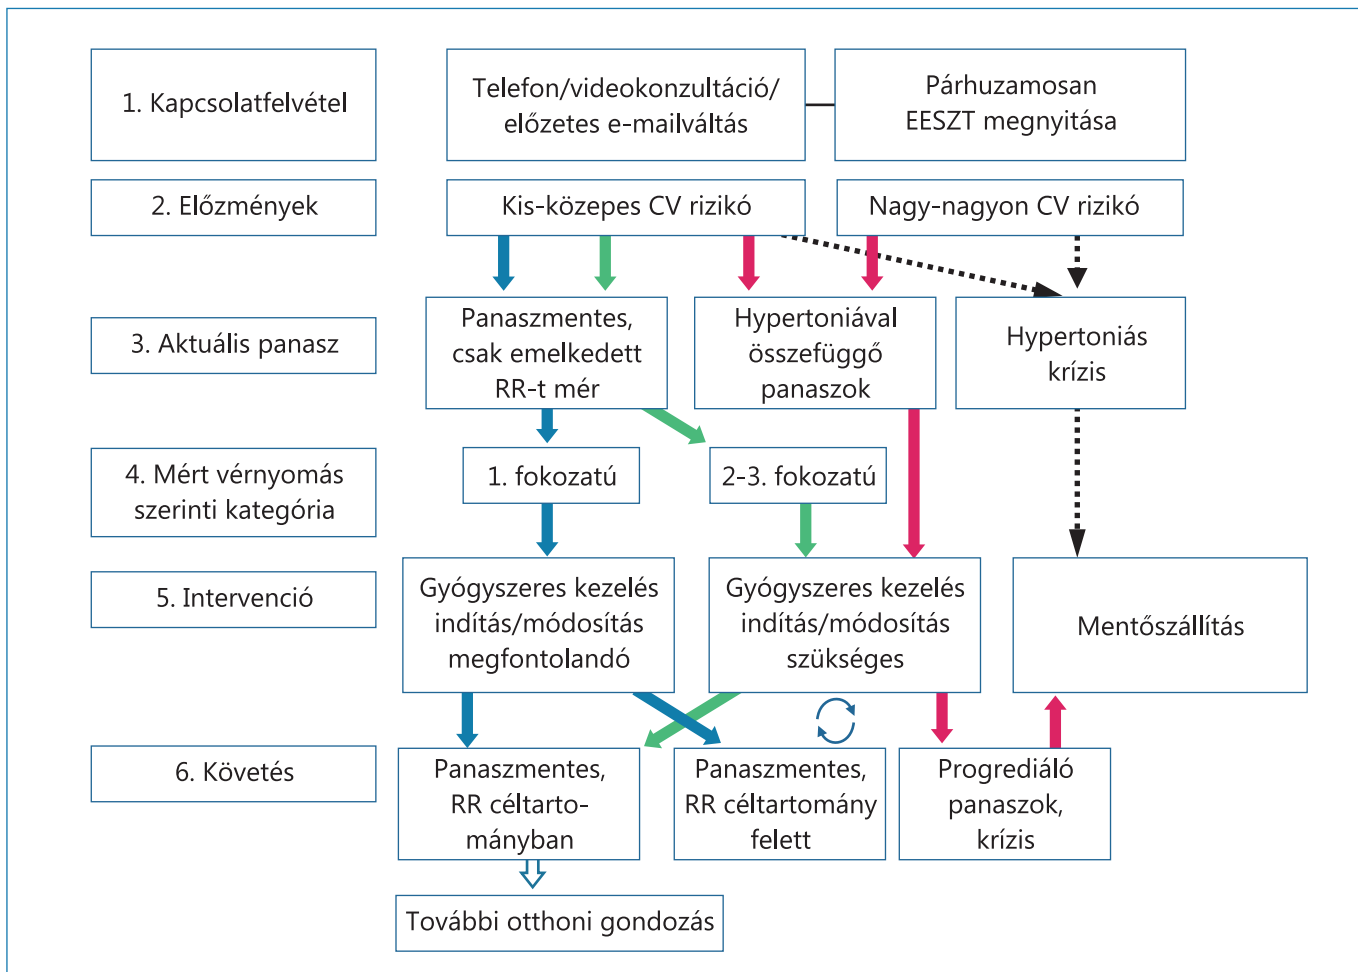 1. Kapcsolatfelvétel
Telefon/videokonzultáció/
előzetes e-mailváltás
Párhuzamosan
EESZT megnyitása
2. Előzmények
Kis-közepes CV rizikó
Nagy-nagyon CV rizikó
3. Aktuális panasz
Panaszmentes,
csak emelkedett
RR-t mér
Hypertoniával
összefüggő
panaszok
Hypertoniás
krízis
4. Mért vérnyomás
szerinti kategória
1. fokozatú
2-3. fokozatú
5. Intervenció
Gyógyszeres kezelés
indítás/módosítás
megfontolandó
Gyógyszeres kezelés
indítás/módosítás
szükséges
Mentőszállítás
6. Követés
Panaszmentes,
RR céltarto-
mányban
Panaszmentes,
RR céltartomány
felett
Progrediáló
panaszok,
krízis
További otthoni gondozás